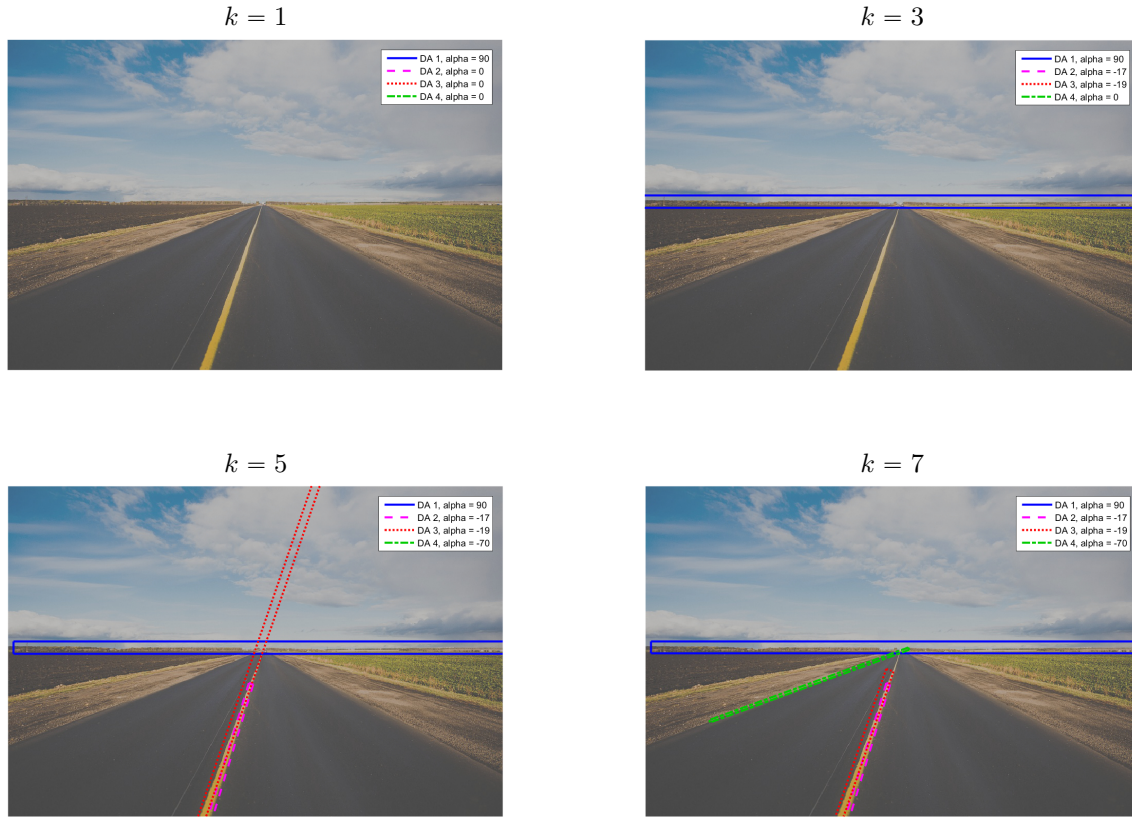 k = 1
DA 1, alpha = 90
DA 2, alpha = 0
DA 3, alpha = 0
DA 4, alpha = 0
k = 3
DA 1, alpha = 90
DA 2, alpha = -17
DA 3, alpha = -19
DA 4, alpha = 0
k = 5
DA 1, alpha = 90
DA 2, alpha = -17
DA 3, alpha = -19
DA 4, alpha = -70
k = 7
DA 1, alpha = 90
DA 2, alpha = -17
DA 3, alpha = -19
DA 4, alpha = -70